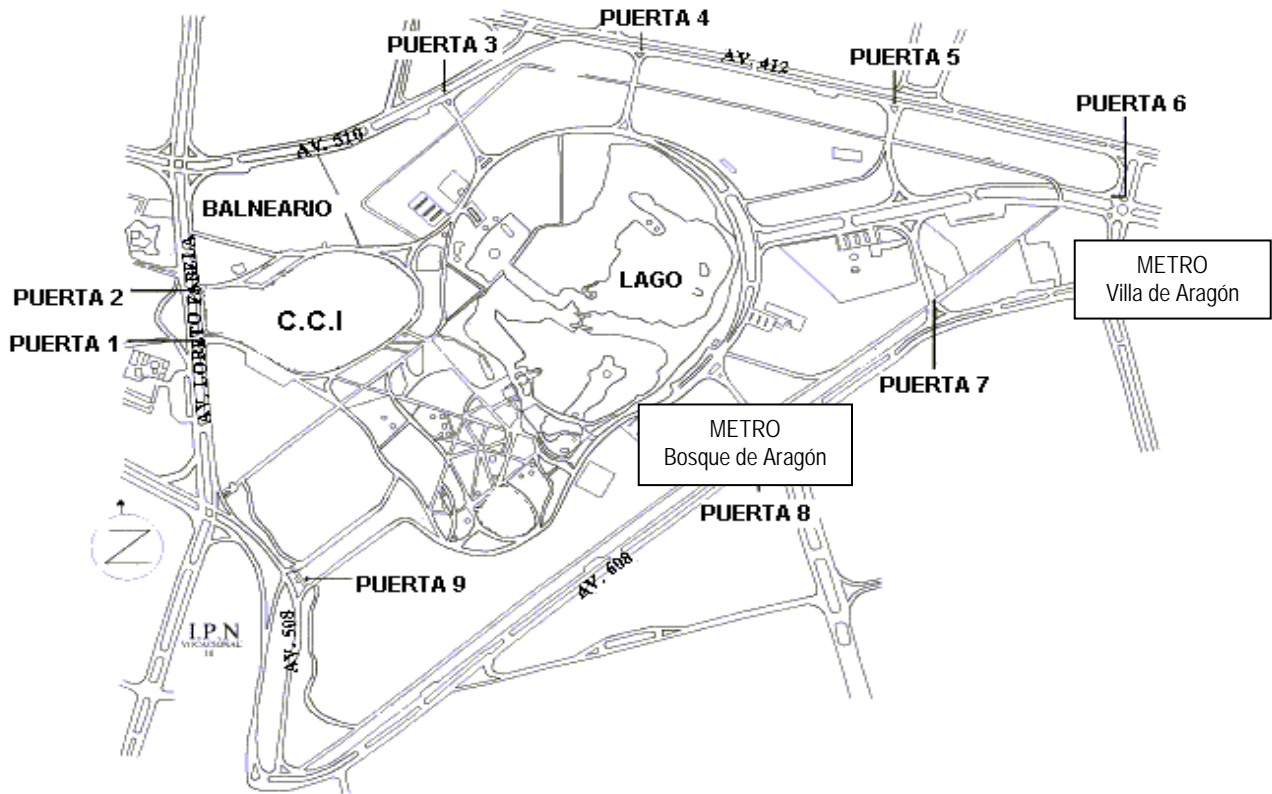 PUERTA 4
PUERTA 3
AV. 412
PUERTA 5
PUERTA 6
AV. 510
BALNEARIO
METRO
Villa de Aragón
LAGO
PUERTA 2
C.C.I
PUERTA 1
AV. LORETO FABELA
PUERTA 7
METRO
Bosque de Aragón
PUERTA 8
N
AV. 608
PUERTA 9
I.P.N
VOCACIONAL
10
AV. 508